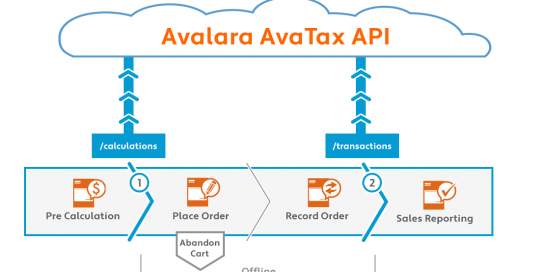 Avalara AvaTax API
/calculations
/transactions
1
2
Pre Calculation
Place Order
Record Order
Sales Reporting
Abandon
Cart
Offline